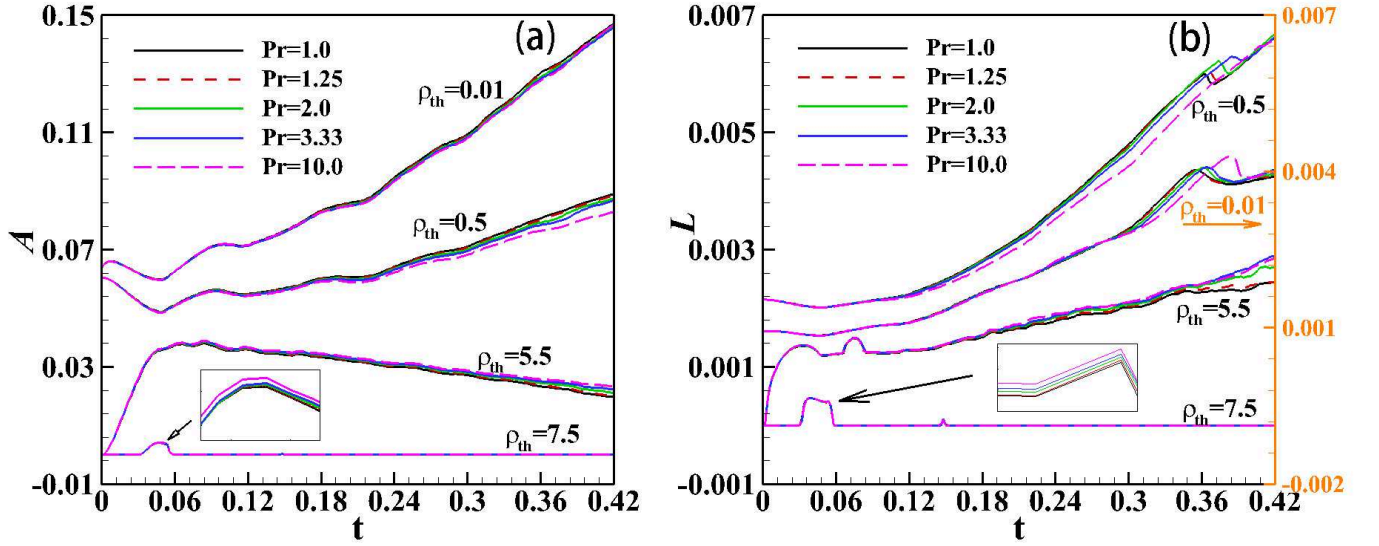 (a)
0.15
0.11
0.07
0.03
-0.01
A
Pr=1.0
Pr=1.25
Pr=2.0
Pr=3.33
Pr=10.0
ρth=0.01
ρth=0.5
ρth=5.5
ρth=7.5
0 0.06 0.12 0.18 0.24 0.3 0.36 0.42
t
(b)
0.007
0.005
0.003
0.001
-0.001
L
Pr=1.0
Pr=1.25
Pr=2.0
Pr=3.33
Pr=10.0
ρth=0.5
ρth=0.01
ρth=5.5
ρth=7.5
0.007
0.004
0.001
-0.002
0 0.06 0.12 0.18 0.24 0.3 0.36 0.42
t